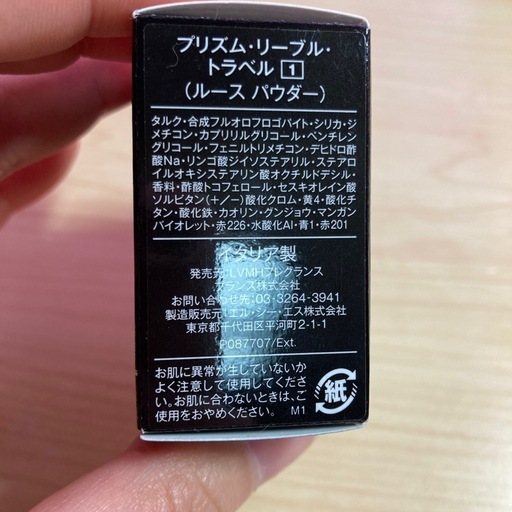 プリズム・リーブル・
トラベル 1
(ルース パウダー)
タルク・合成フルオロフロゴパイト・シリカ・ジ
メチコン・カプリリルグリコール・ペンチレン
グリコール・フェニルトリメチコン・デヒドロ酢
酸Na・リンゴ酸ジイソステアリル・ステアロ
イルオキシステアリン酸オクチルドデシル・
香料・酢酸トコフェロール・セスキオレイン酸
ソルビタン(+/-)酸化クロム・黄4・酸化チ
タン・酸化鉄・カオリン・グンジョウ・マンガン
バイオレット・赤226・水酸化Al・青1・赤201
イタリア製
発売元:LVMHフレグランス
ブランズ株式会社
お問い合わせ先:03-3264-3941
製造販売元:エル・シー・エス株式会社
東京都千代田区平河町2-1-1
P087707/Ext.
お肌に異常が生じていないか
よく注意して使用してくださ
い。お肌に合わないときは、ご
使用をおやめください。 M1
紙